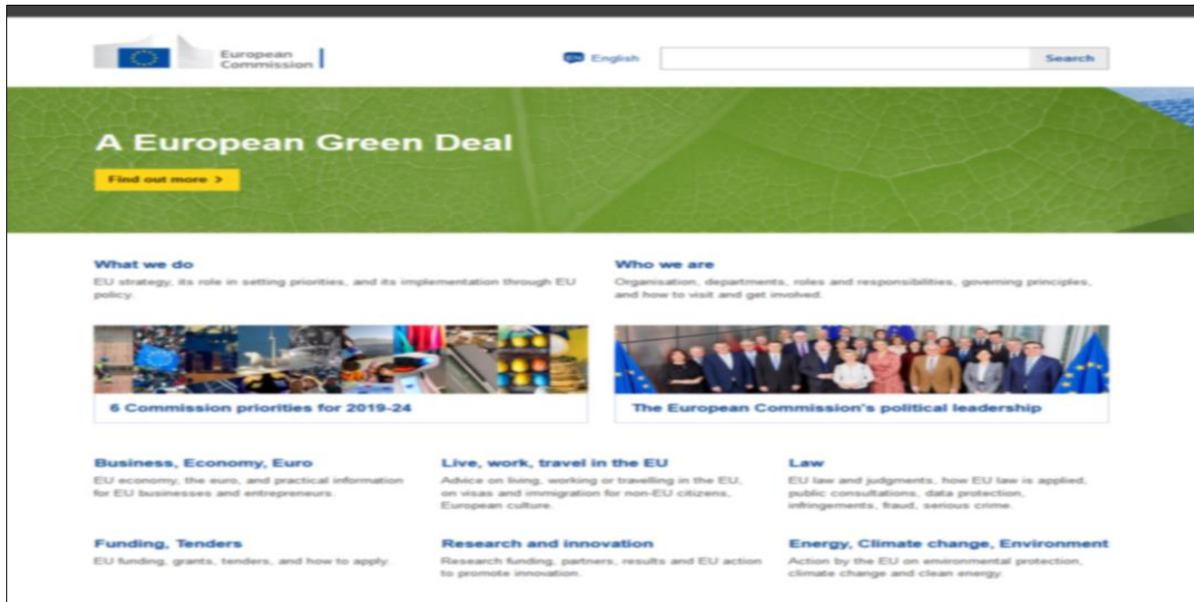 European
Commission
EN English
Search
A European Green Deal
Find out more >
What we do
EU strategy, its role in setting priorities, and its implementation through EU
policy.
Who we are
Organisation, departments, roles and responsibilities, governing principles,
and how to visit and get involved.
6 Commission priorities for 2019-24
The European Commission's political leadership
Business, Economy, Euro
EU economy, the euro, and practical information
for EU businesses and entrepreneurs.
Live, work, travel in the EU
Advice on living, working or travelling in the EU,
on visas and immigration for non-EU citizens,
European culture.
Law
EU law and judgments, how EU law is applied,
public consultations, data protection,
infringements, fraud, serious crime.
Funding, Tenders
EU funding, grants, tenders, and how to apply.
Research and innovation
Research funding, partners, results and EU action
to promote innovation.
Energy, Climate change, Environment
Action by the EU on environmental protection,
climate change and clean energy.